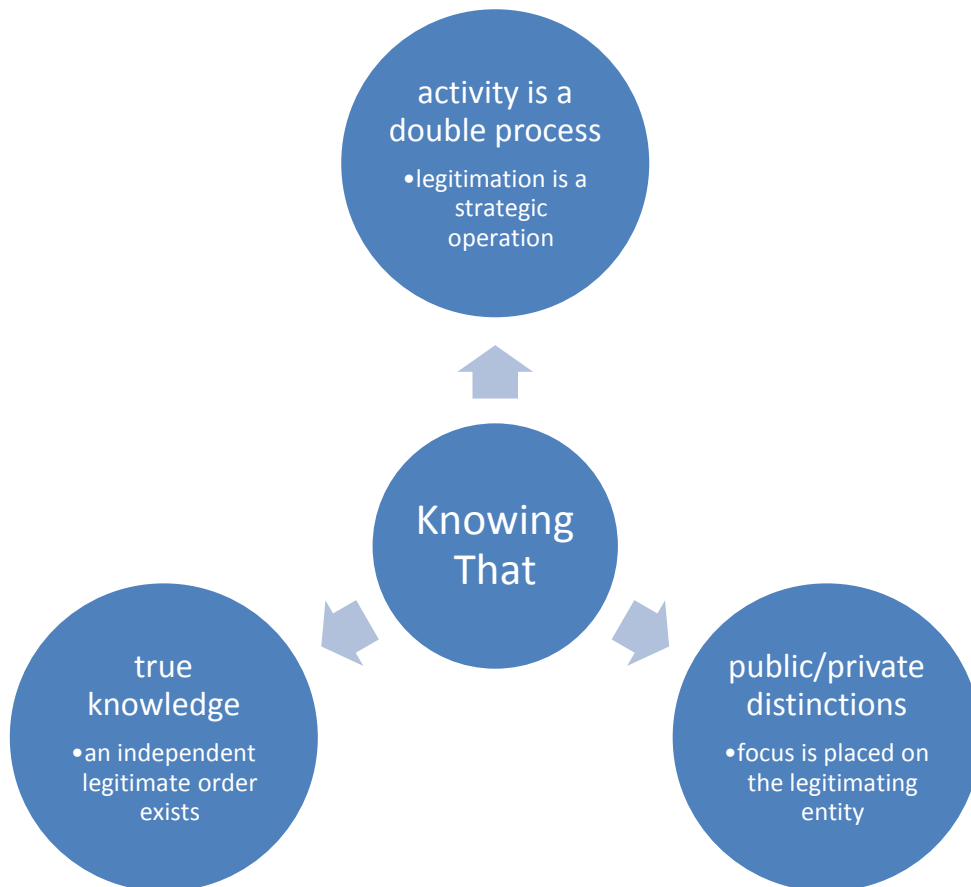 activity is a
double process
•legitimation is a
strategic
operation
Knowing
That
true
knowledge
•an independent
legitimate order
exists
public/private
distinctions
•focus is placed on
the legitimating
entity